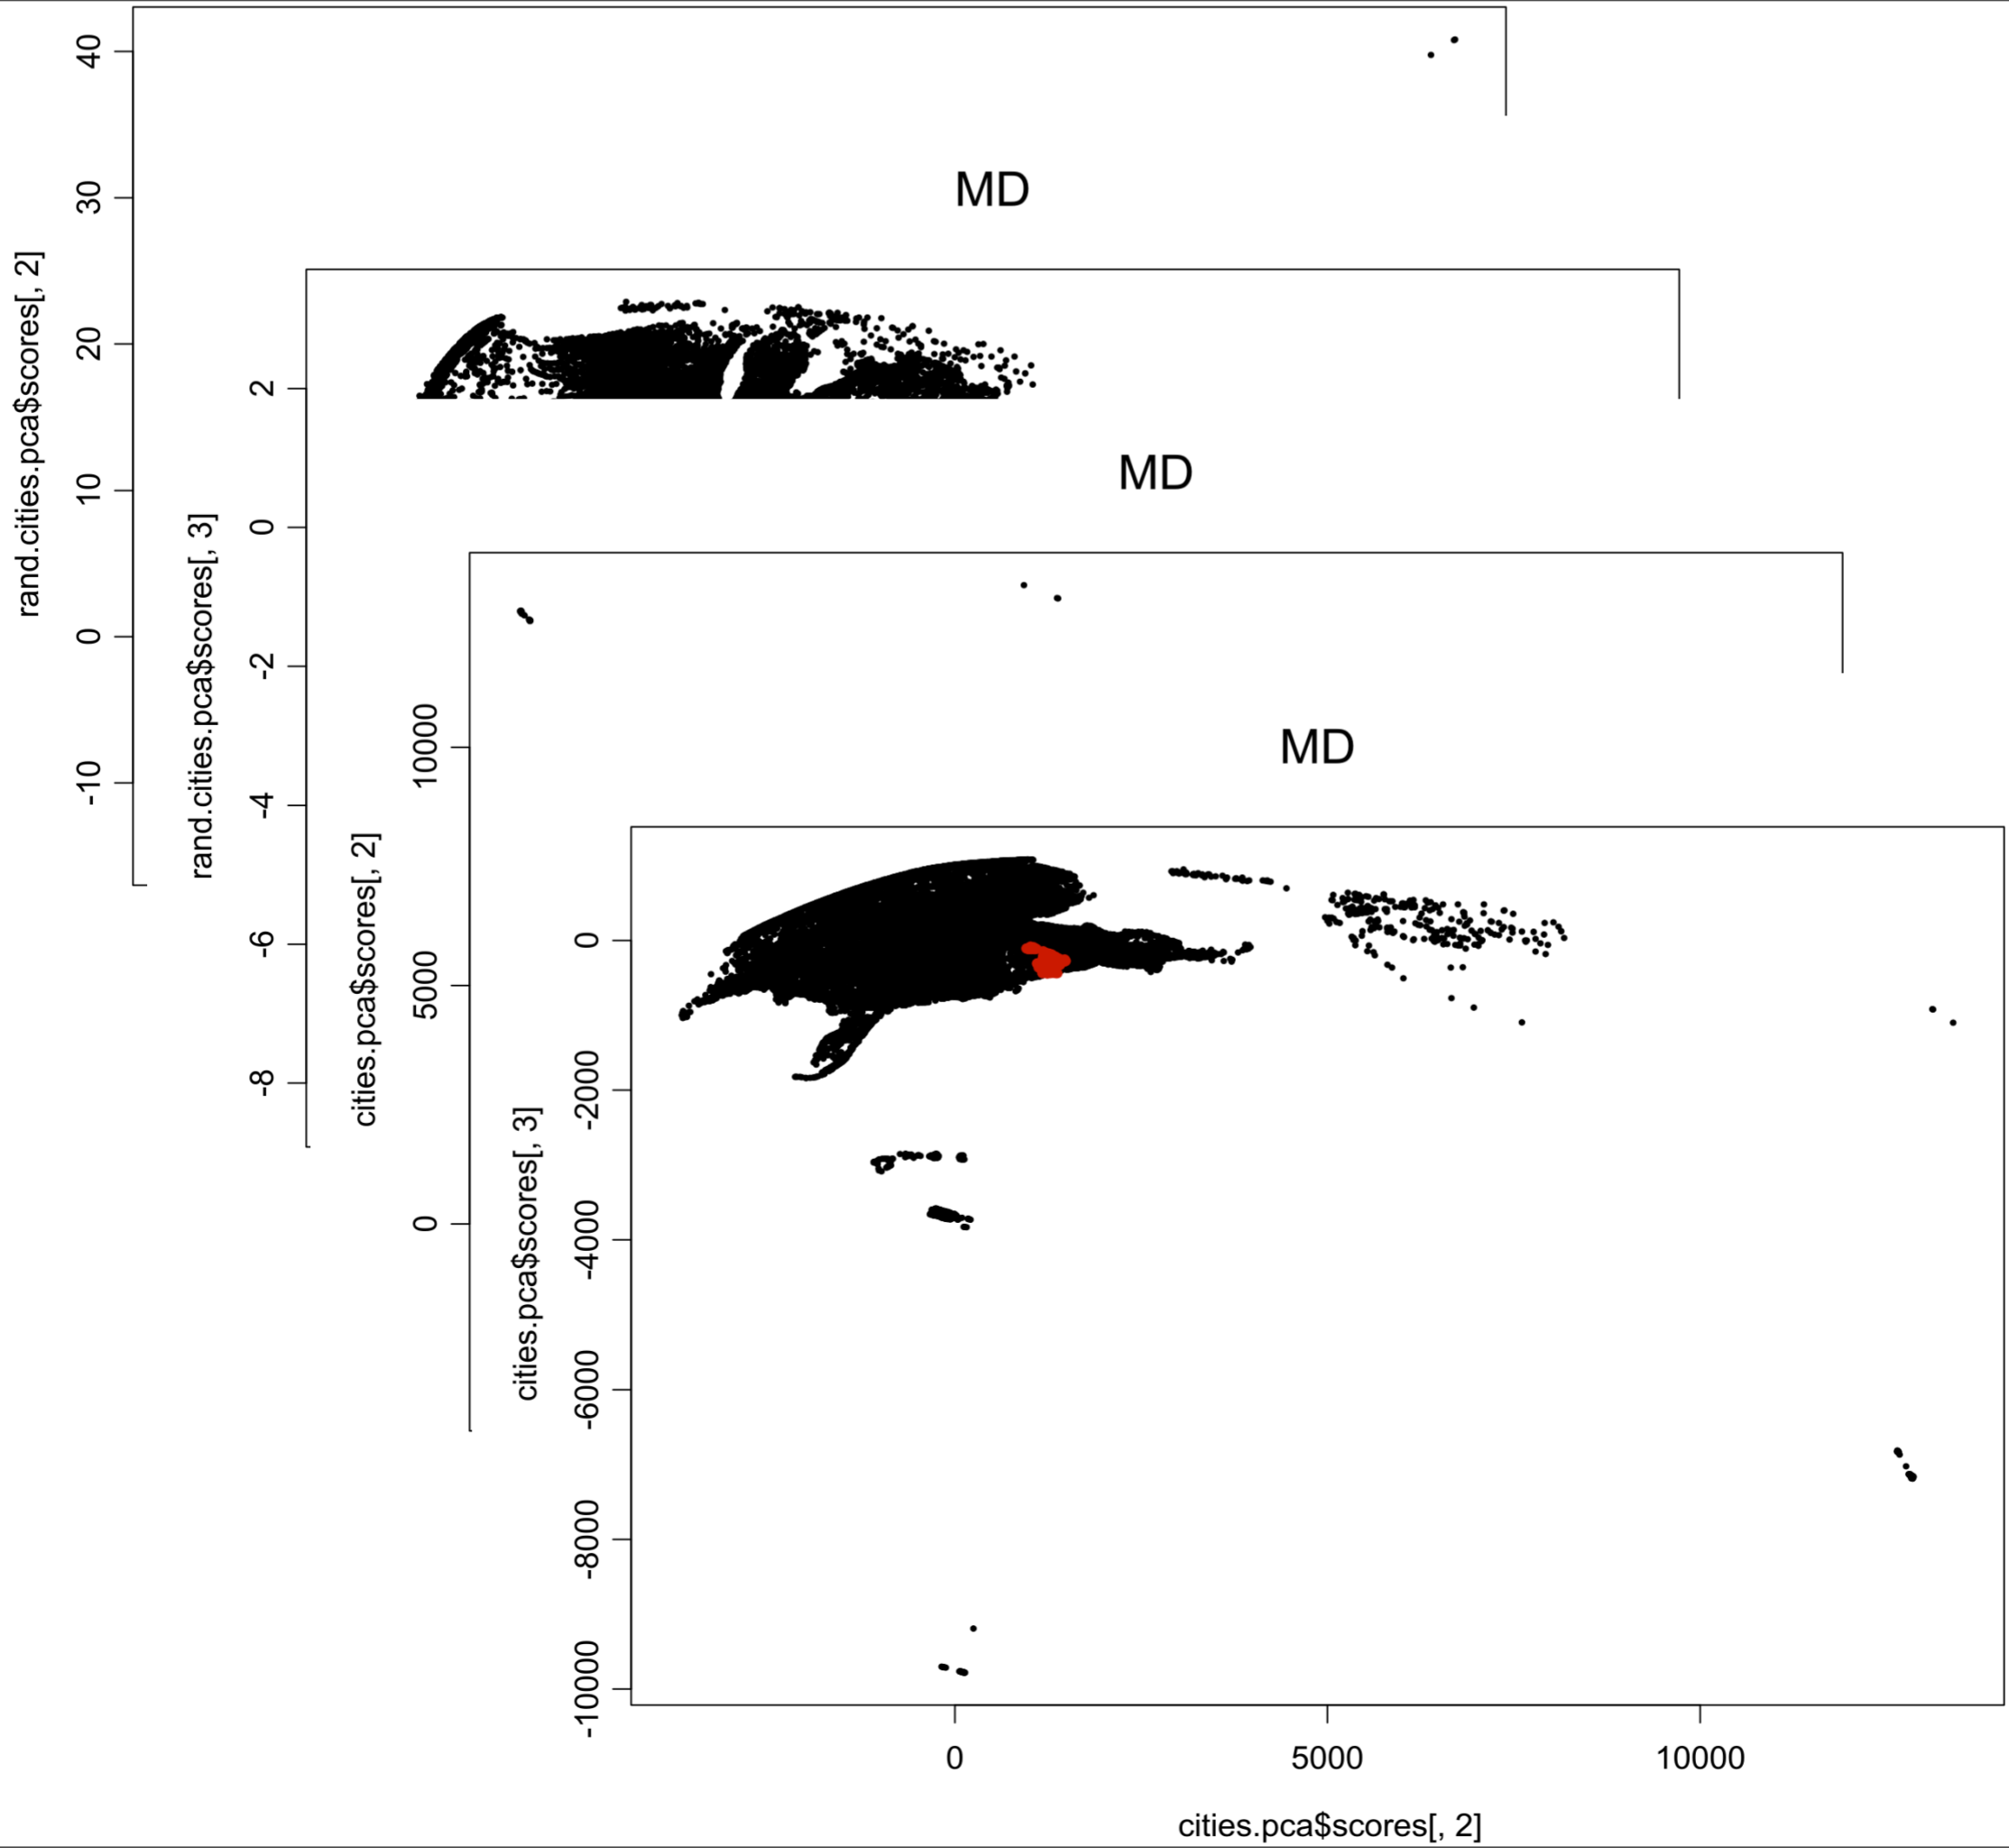 40
30
20
10
0
-10
rand.cities.pca$scores[, 2]
MD
2
0
-2
-4
-6
-8
rand.cities.pca$scores[, 3]
MD
10000
5000
0
cities.pca$scores[, 2]
MD
0
-2000
-4000
-6000
-8000
-10000
cities.pca$scores[, 3]
0 5000 10000
cities.pca$scores[, 2]